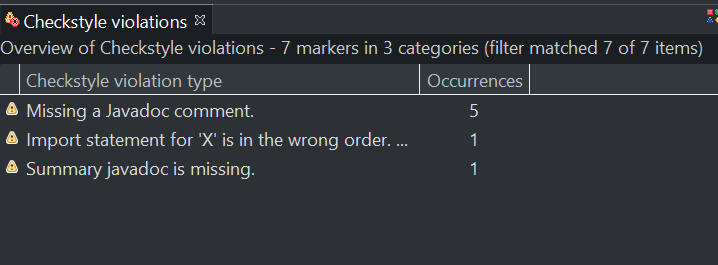 Checkstyle violations
Overview of Checkstyle violations - 7 markers in 3 categories (filter matched 7 of 7 items)
Checkstyle violation type Occurrences
Missing a Javadoc comment. 5
Import statement for 'X' is in the wrong order. ... 1
Summary javadoc is missing. 1